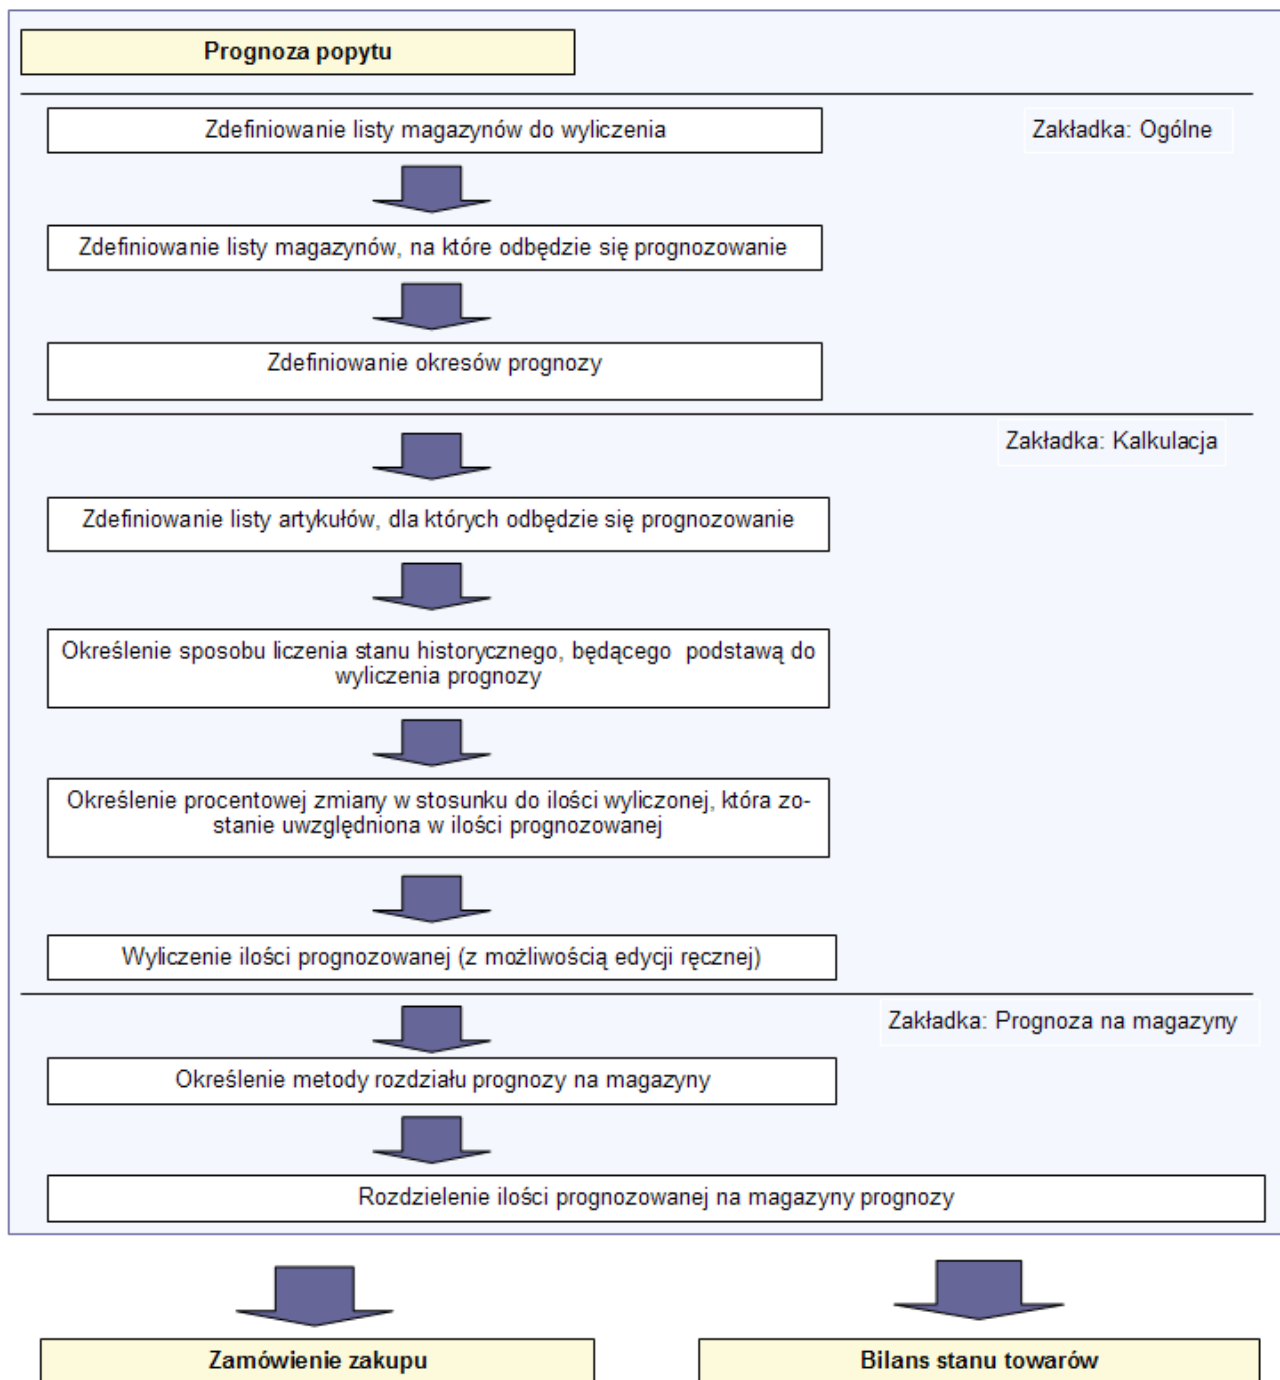 Prognoza popytu
Zdefiniowanie listy magazynów do wyliczenia
Zakładka: Ogólne
Zdefiniowanie listy magazynów, na które odbędzie się prognozowanie
Zdefiniowanie okresów prognozy
Zakładka: Kalkulacja
Zdefiniowanie listy artykułów, dla których odbędzie się prognozowanie
Określenie sposobu liczenia stanu historycznego, będącego  podstawą do
wyliczenia prognozy
Określenie procentowej zmiany w stosunku do ilości wyliczonej, która zo-
stanie uwzględniona w ilości prognozowanej
Wyliczenie ilości prognozowanej (z możliwością edycji ręcznej)
Zakładka: Prognoza na magazyny
Określenie metody rozdziału prognozy na magazyny
Rozdzielenie ilości prognozowanej na magazyny prognozy
Zamówienie zakupu
Bilans stanu towarów